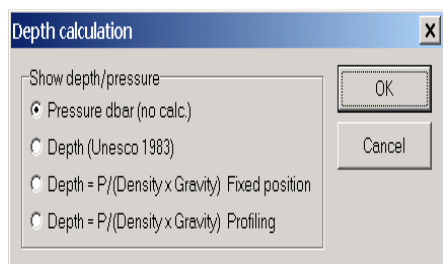 Depth calculation
Show depth/pressure
Pressure dbar (no calc.)
Depth (Unesco 1983)
Depth = P/(Density x Gravity) Fixed position
Depth = P/(Density x Gravity) Profiling
OK
Cancel